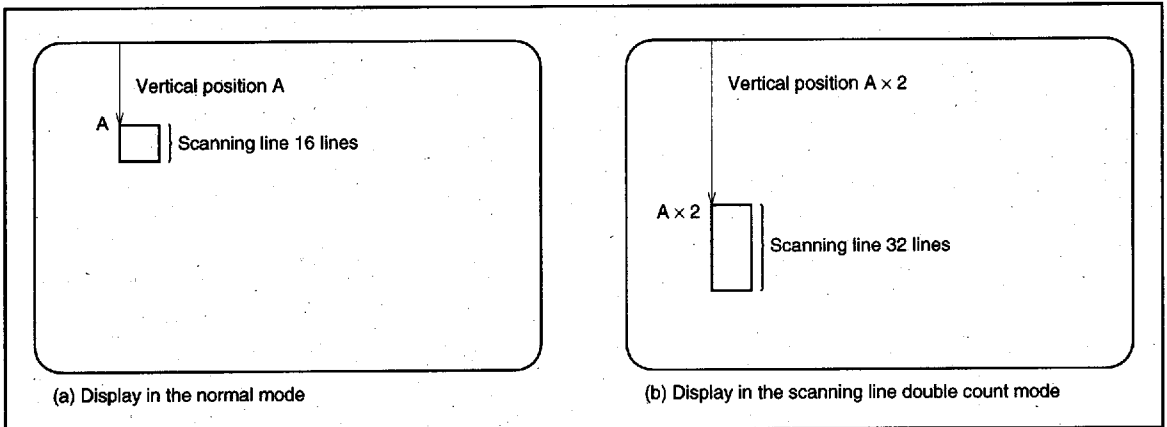 Vertical position A
A
Scanning line 16 lines
(a) Display in the normal mode
Vertical position A × 2
A × 2
Scanning line 32 lines
(b) Display in the scanning line double count mode